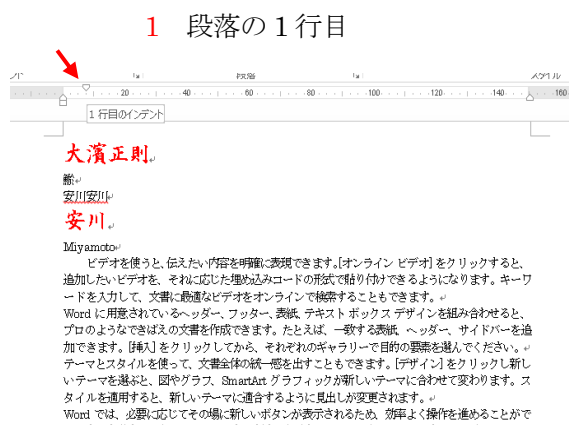 1 段落の1行目
段落
スタイル
20 40 60 80 100 120 140 160
1 行目のインデント
大濱正則
安川安川
安川
Miyamoto
ビデオを使うと、伝えたい内容を明確に表現できます。[オンライン ビデオ] をクリックすると、
追加したいビデオを、それに応じた埋め込みコードの形式で貼り付けできるようになります。キーワ
ードを入力して、文書に最適なビデオをオンラインで検索することもできます。
Word に用意されているヘッダー、フッター、表紙、テキスト ボックス デザインを組み合わせると、
プロのようなできばえの文書を作成できます。たとえば、一致する表紙、ヘッダー、サイドバーを追
加できます。[挿入] をクリックしてから、それぞれのギャラリーで目的の要素を選んでください。
テーマとスタイルを使って、文書全体の統一感を出すこともできます。[デザイン] をクリックし新し
いテーマを選ぶと、図やグラフ、SmartArt グラフィックが新しいテーマに合わせて変わります。ス
タイルを適用すると、新しいテーマに適合するように見出しが変更されます。
Word では、必要に応じてその場に新しいボタンが表示されるため、効率よく操作を進めることがで